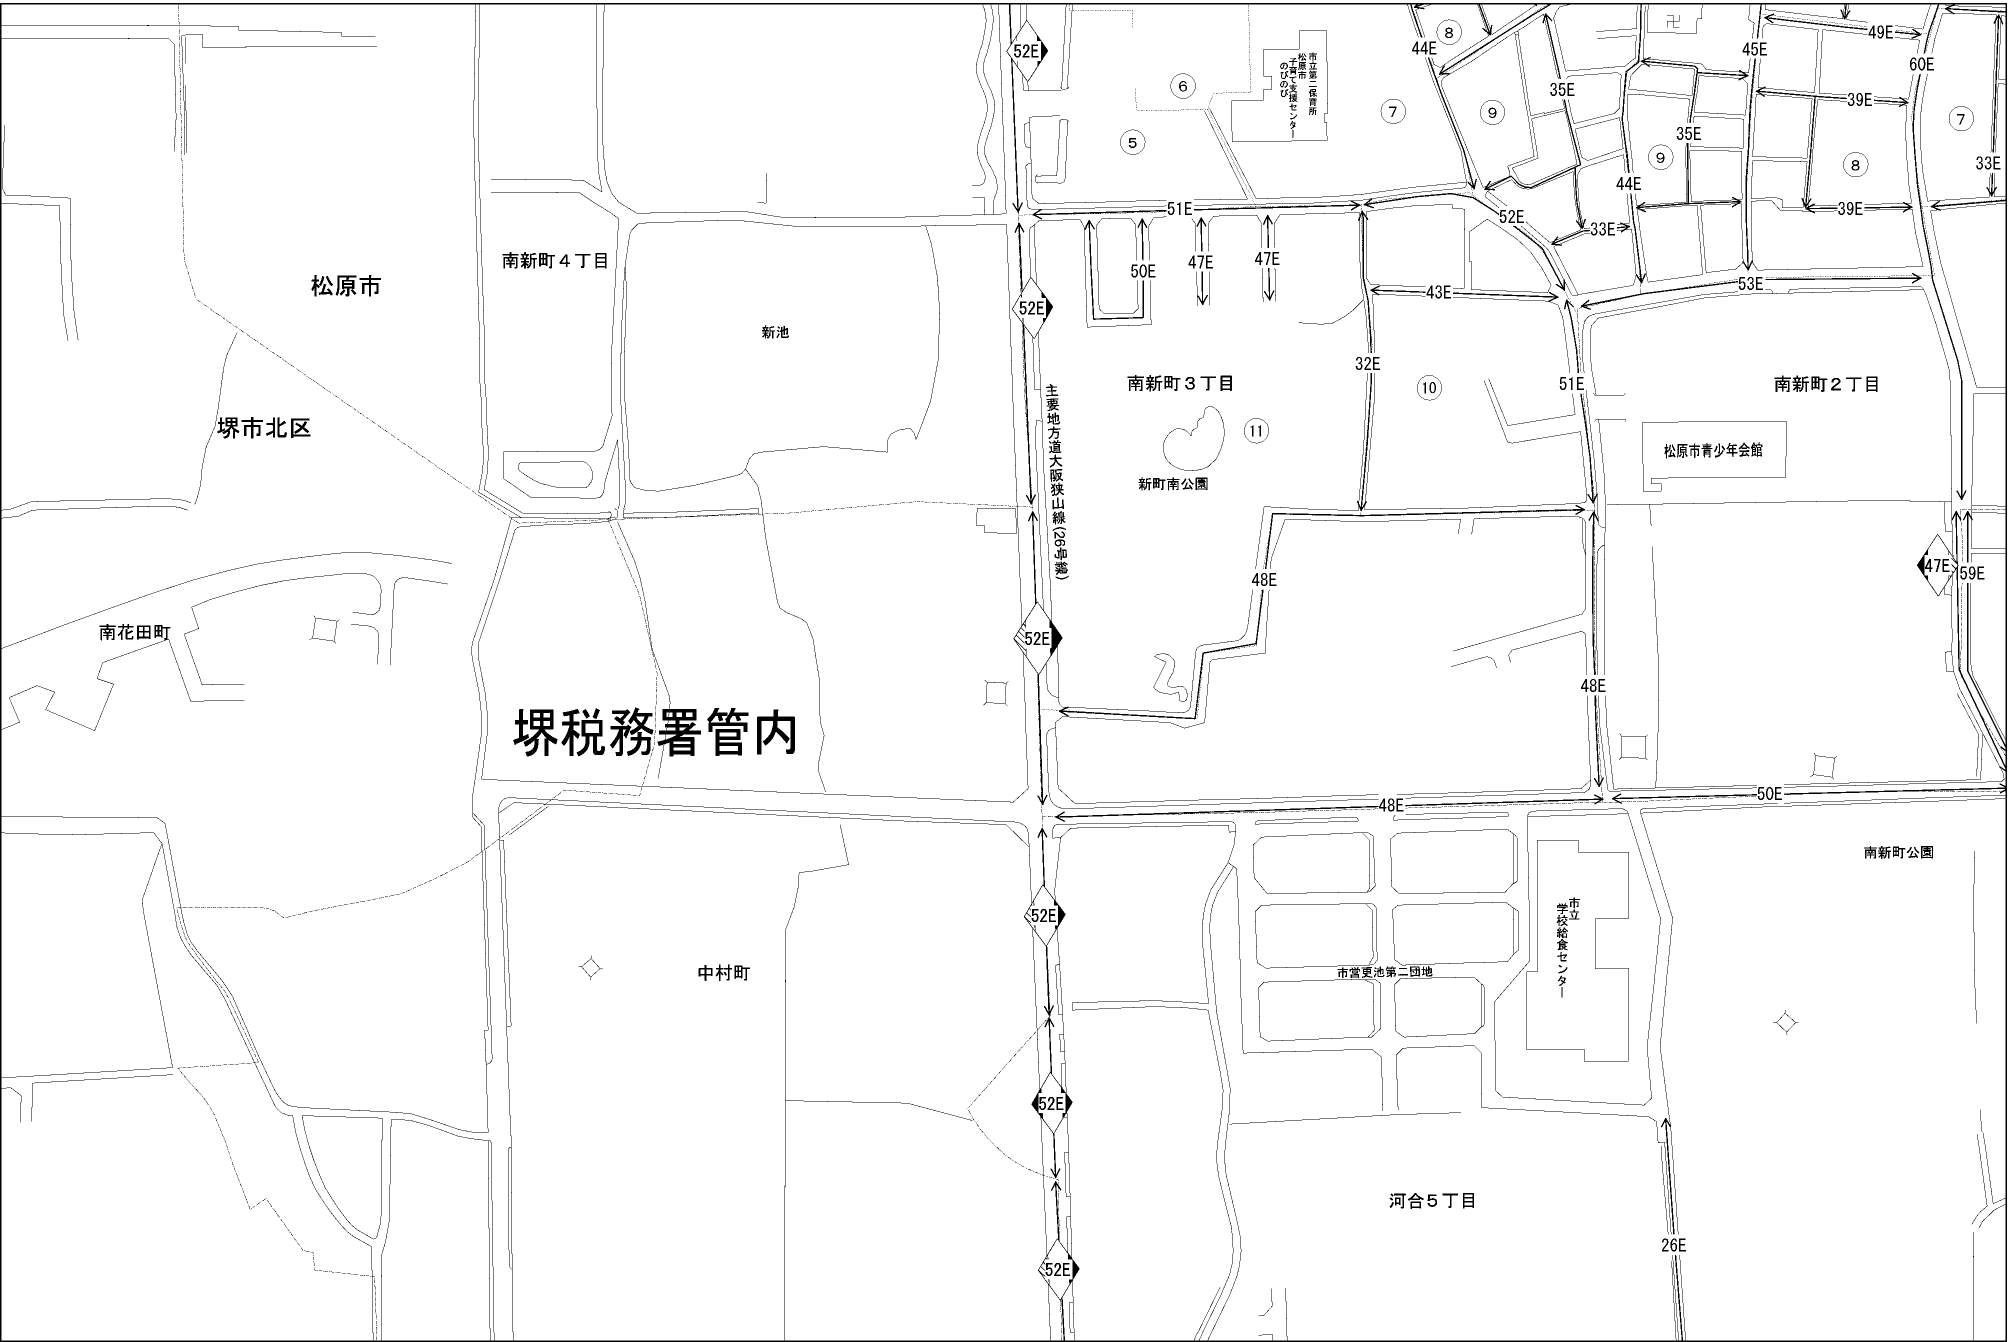 52E
44E
⑧
45E
49E
60E
市立第二保育所
松原市
子育て支援センター
のびのび
⑥
35E
39E
⑦
⑨
⑦
⑤
35E
⑨
⑧
33E
44E
51E
52E
39E
33E
南新町4丁目
松原市
50E
47E
47E
53E
43E
52E
新池
32E
南新町3丁目
51E
⑩
南新町2丁目
主要地方道大阪狭山線(26号線)
堺市北区
⑪
松原市青少年会館
新町南公園
47E
59E
48E
南花田町
52E
48E
堺税務署管内
48E
50E
南新町公園
52E
市立
学校給食センター
中村町
市営更池第二団地
52E
河合5丁目
26E
52E